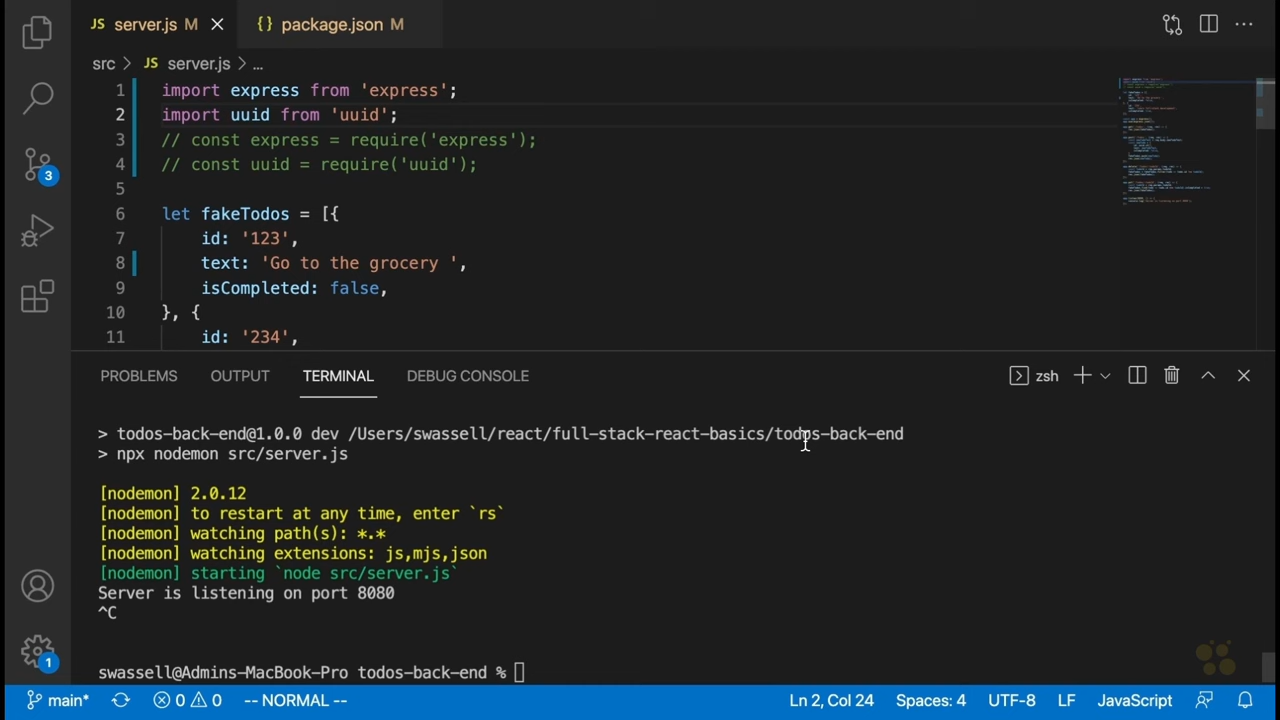 JS server.js M
{} package.json M
src > JS server.js > ...
1 import express from 'express';
2 import uuid from 'uuid';
3 // const express = require('express');
4 // const uuid = require('uuid');
5
6 let fakeTodos = [{
7 id: '123',
8 text: 'Go to the grocery ',
9 isCompleted: false,
10 }, {
11 id: '234',
3
PROBLEMS OUTPUT TERMINAL DEBUG CONSOLE
zsh
> todos-back-end@1.0.0 dev /Users/swassell/react/full-stack-react-basics/todos-back-end
> npx nodemon src/server.js
[nodemon] 2.0.12
[nodemon] to restart at any time, enter `rs`
[nodemon] watching path(s): *.*
[nodemon] watching extensions: js,mjs,json
[nodemon] starting `node src/server.js`
Server is listening on port 8080
^C
swassell@Admins-MacBook-Pro todos-back-end %
1
main* 0 0 -- NORMAL -- Ln 2, Col 24 Spaces: 4 UTF-8 LF JavaScript